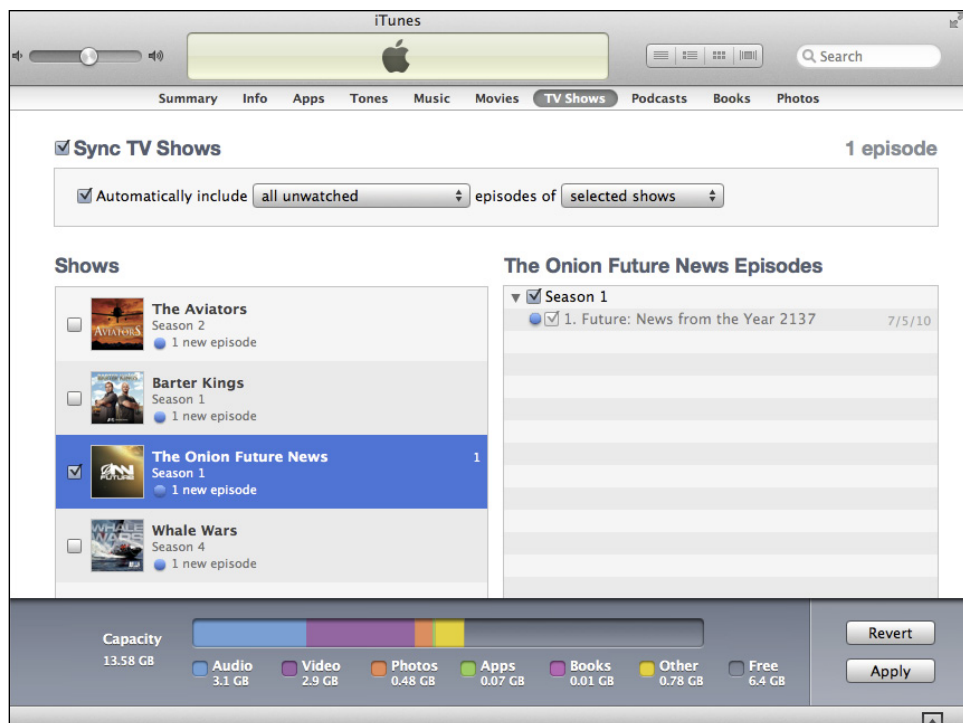 iTunes
Search
Summary Info Apps Tones Music Movies TV Shows Podcasts Books Photos
Sync TV Shows 1 episode
Automatically include all unwatched episodes of selected shows
Shows
The Aviators
Season 2
1 new episode
Barter Kings
Season 1
1 new episode
The Onion Future News 1
Season 1
1 new episode
Whale Wars
Season 4
1 new episode
AVIATORS
ONN
FUTURE
WHALE
WARS
The Onion Future News Episodes
Season 1
1. Future: News from the Year 2137 7/5/10
Capacity
13.58 GB
Audio Video Photos Apps Books Other Free
3.1 GB 2.9 GB 0.48 GB 0.07 GB 0.01 GB 0.78 GB 6.4 GB
Revert
Apply